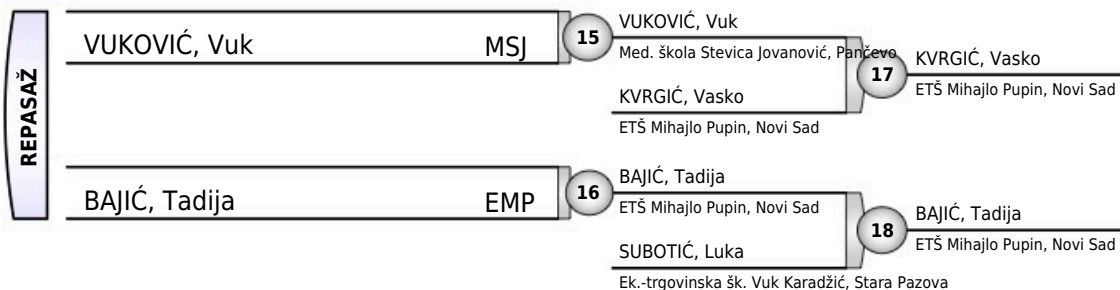 REPASAŽ
VUKOVIĆ, Vuk MSJ
15
VUKOVIĆ, Vuk
Med. škola Stevica Jovanović, Pančevo
KVRGIĆ, Vasko
ETŠ Mihajlo Pupin, Novi Sad
17
KVRGIĆ, Vasko
ETŠ Mihajlo Pupin, Novi Sad
BAJIĆ, Tadija EMP
16
BAJIĆ, Tadija
ETŠ Mihajlo Pupin, Novi Sad
SUBOTIĆ, Luka
Ek.-trgovinska šk. Vuk Karadžić, Stara Pazova
18
BAJIĆ, Tadija
ETŠ Mihajlo Pupin, Novi Sad